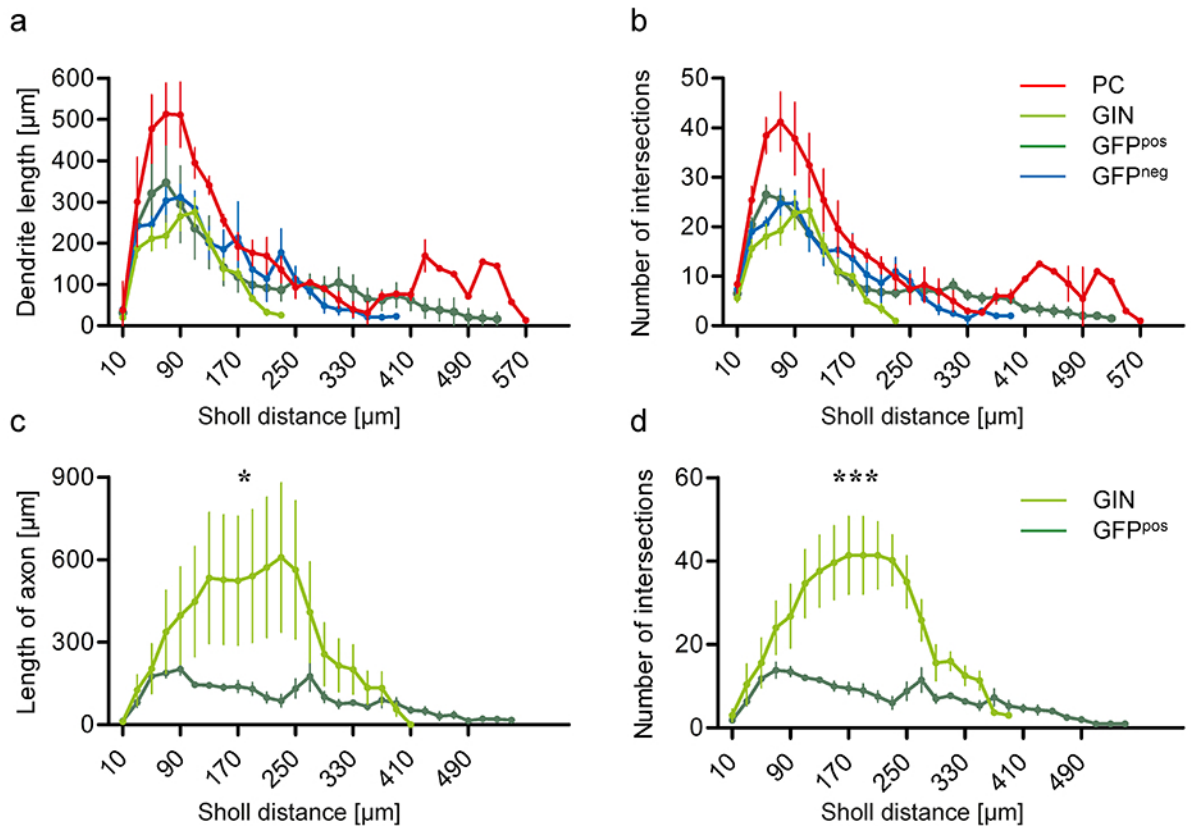 a
Dendrite length [µm]
600
500
400
300
200
100
0
10 90 170 250 330 410 490 570
Sholl distance [µm]
b
Number of intersections
50
40
30
20
10
0
10 90 170 250 330 410 490 570
Sholl distance [µm]
PC
GIN
GFPpos
GFPneg
c
Length of axon [µm]
900
600
300
0
*
10 90 170 250 330 410 490
Sholl distance [µm]
d
Number of intersections
60
40
20
0
***
10 90 170 250 330 410 490
Sholl distance [µm]
GIN
GFPpos